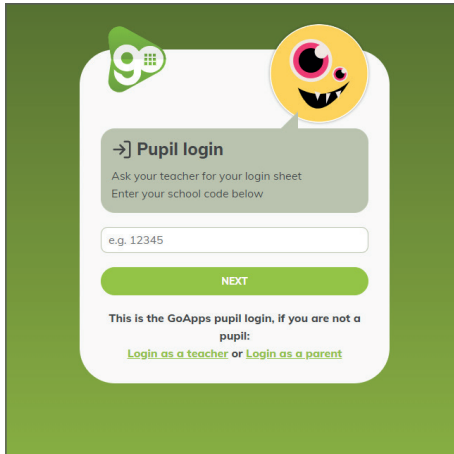 go
Pupil login
Ask your teacher for your login sheet
Enter your school code below
e.g. 12345
NEXT
This is the GoApps pupil login, if you are not a
pupil:
Login as a teacher or Login as a parent